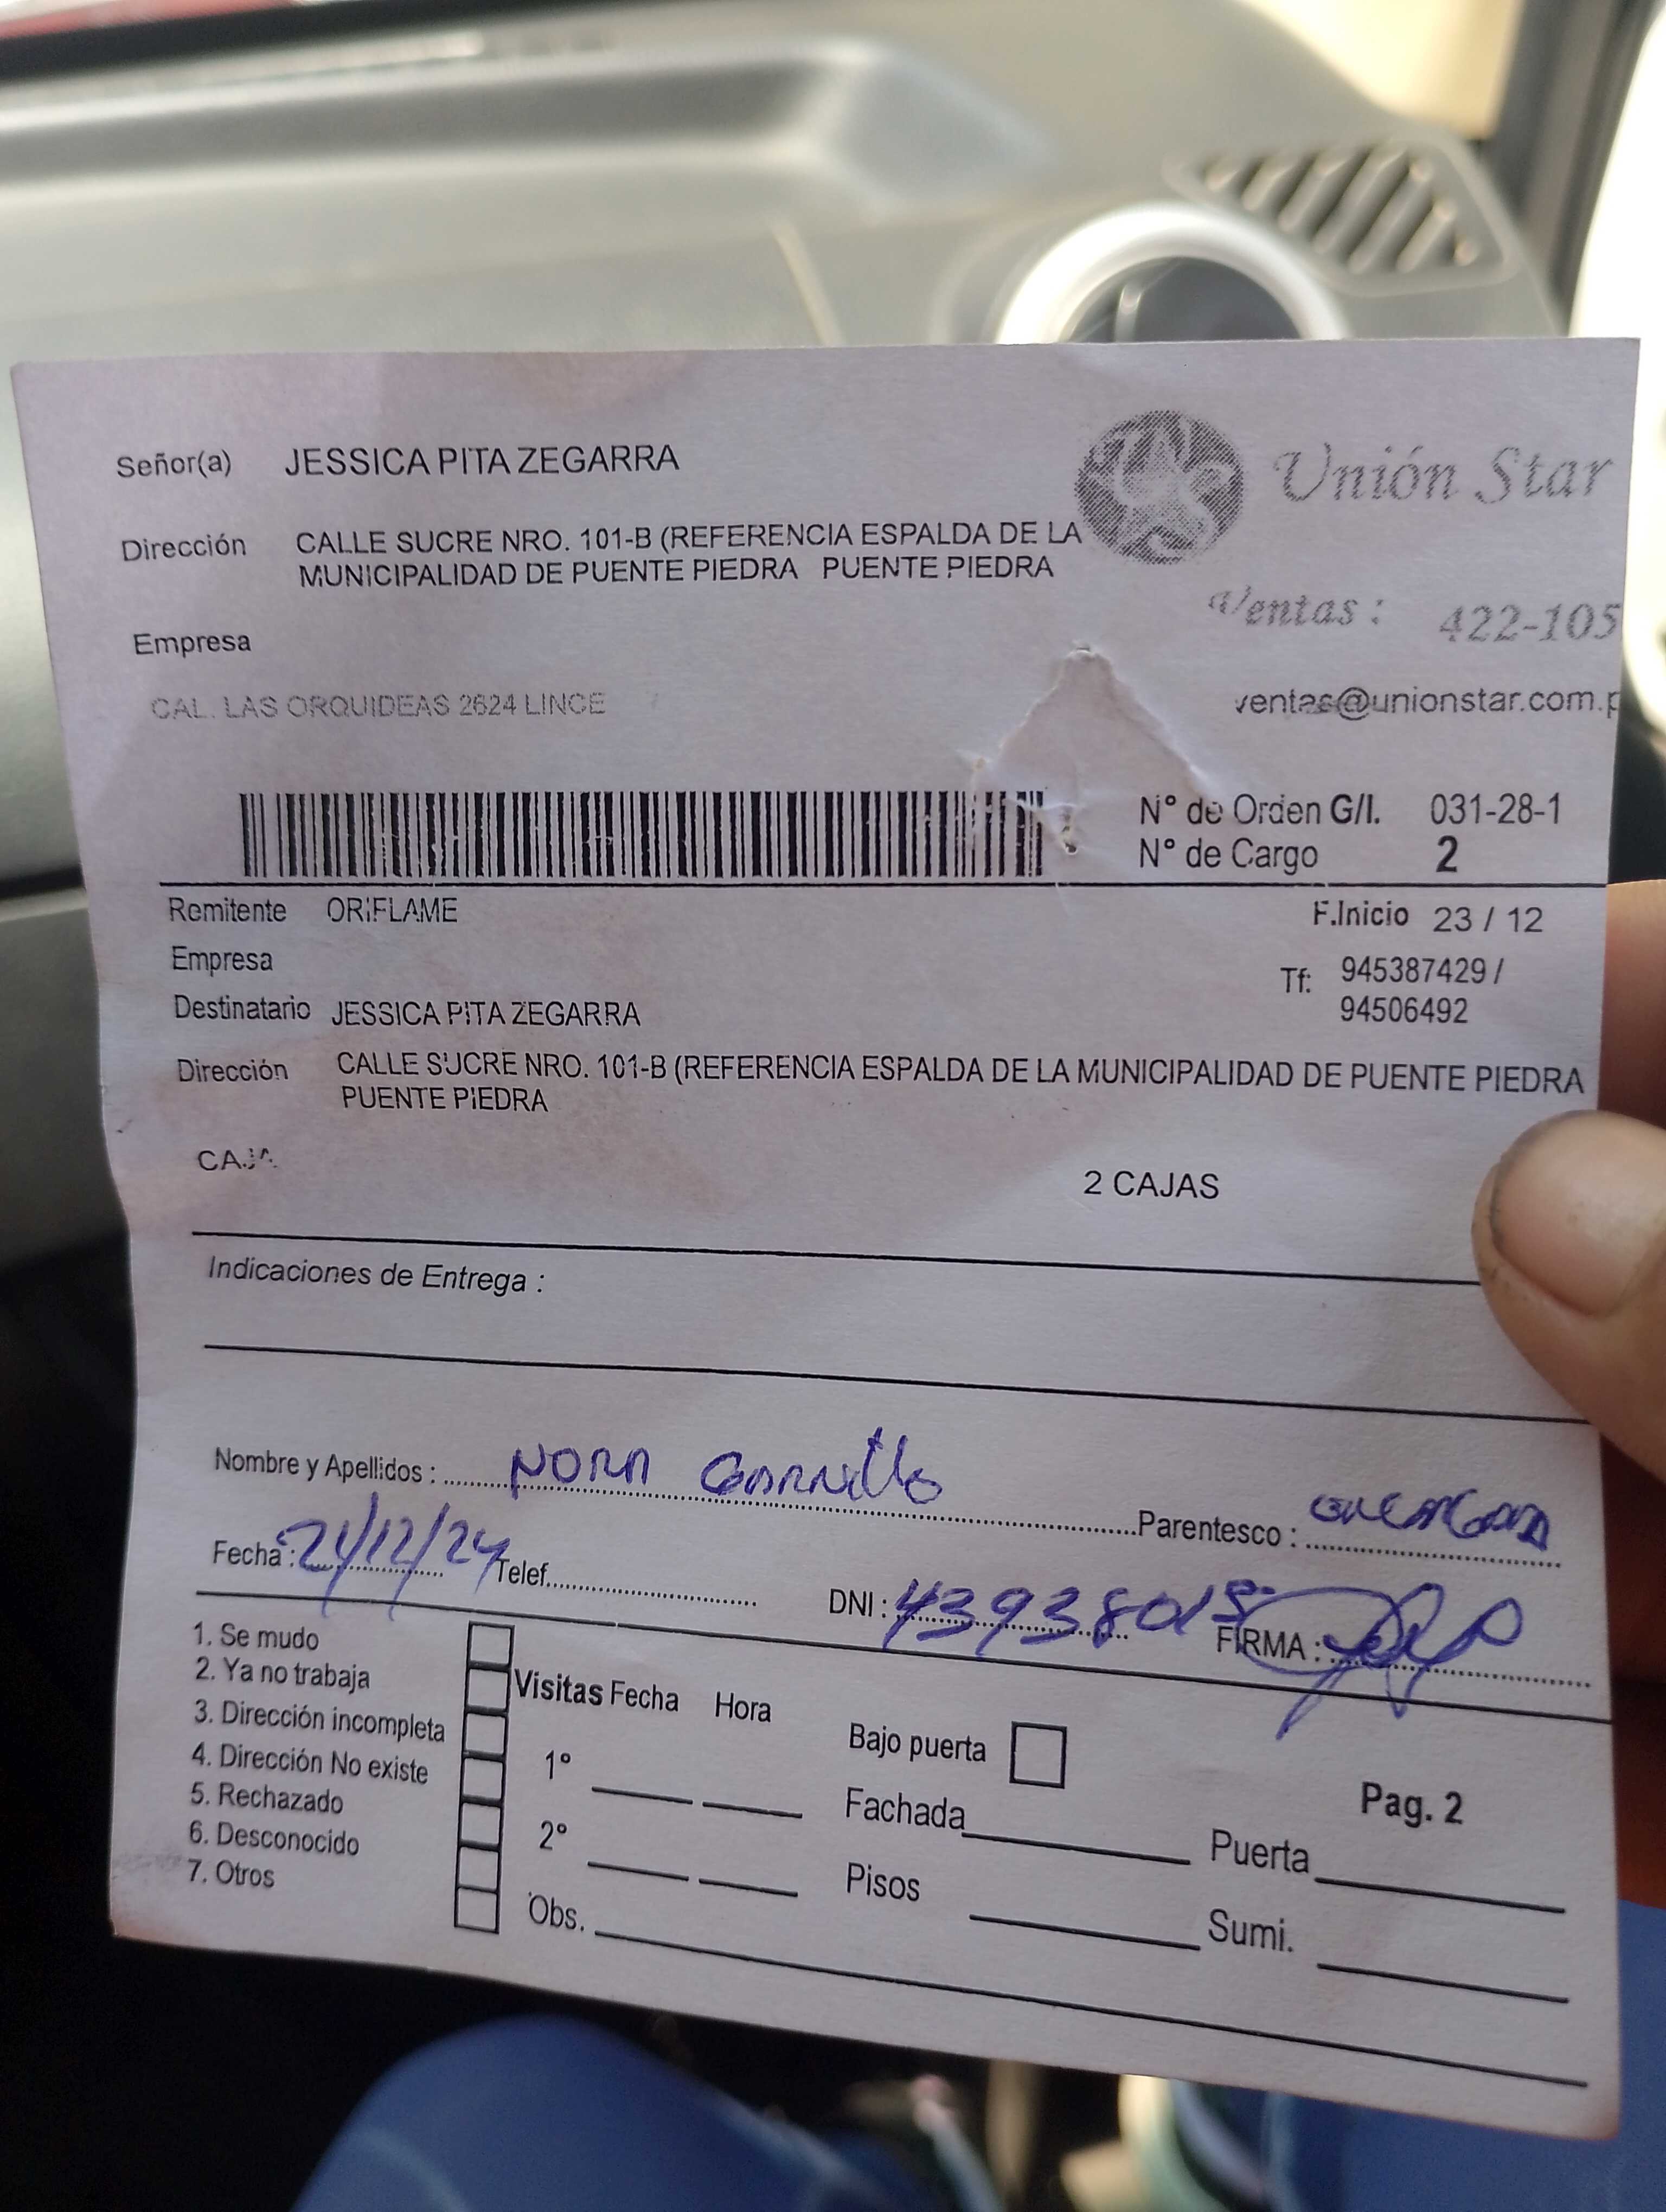 Señor(a) JESSICA PITA ZEGARRA
Unión Star
Dirección CALLE SUCRE NRO. 101-B (REFERENCIA ESPALDA DE LA
MUNICIPALIDAD DE PUENTE PIEDRA PUENTE PIEDRA
Ventas : 422-105
Empresa
CAL. LAS ORQUIDEAS 2624 LINCE
ventas@unionstar.com.p
N° de Orden G/I. 031-28-1
N° de Cargo 2
Remitente ORIFLAME
F.Inicio 23 / 12
Empresa
Tf: 945387429 /
94506492
Destinatario JESSICA PITA ZEGARRA
Dirección CALLE SUCRE NRO. 101-B (REFERENCIA ESPALDA DE LA MUNICIPALIDAD DE PUENTE PIEDRA
PUENTE PIEDRA
CAJA
2 CAJAS
Indicaciones de Entrega :
Nombre y Apellidos : NORA
Parentesco :
Fecha : 24/12/24 Telef. DNI : 43938015 FIRMA :
1. Se mudo
2. Ya no trabaja
3. Dirección incompleta
4. Dirección No existe
5. Rechazado
6. Desconocido
7. Otros
Visitas Fecha Hora
1°
2°
Obs.
Bajo puerta
Fachada
Pisos
Pag. 2
Puerta
Sumi.